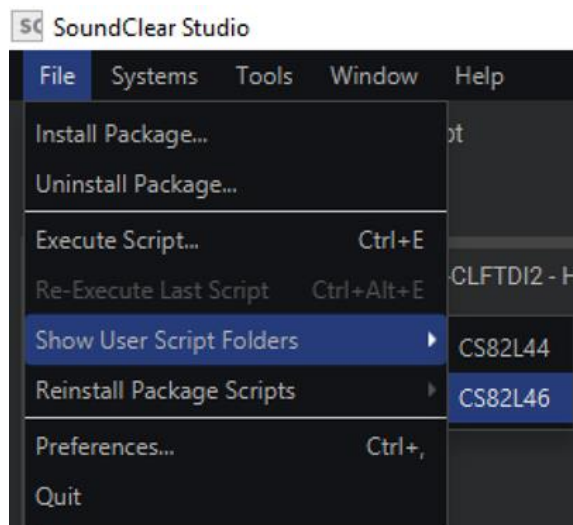 SC SoundClear Studio
File Systems Tools Window Help
Install Package...
Uninstall Package...
Execute Script... Ctrl+E
Re-Execute Last Script Ctrl+Alt+E
-CLFTDI2 - H
Show User Script Folders
CS82L44
Reinstall Package Scripts
CS82L46
Preferences... Ctrl+,
Quit